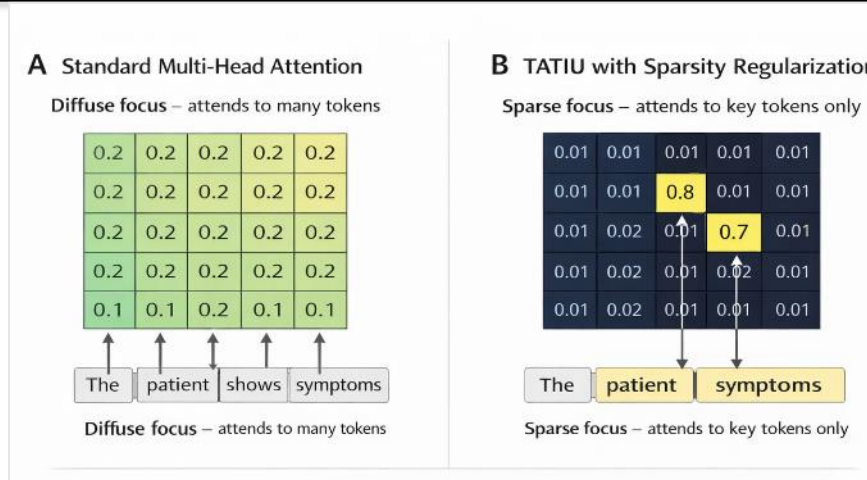 A Standard Multi-Head Attention
Diffuse focus – attends to many tokens
0.2 0.2 0.2 0.2 0.2
0.2 0.2 0.2 0.2 0.2
0.2 0.2 0.2 0.2 0.2
0.2 0.2 0.2 0.2 0.2
0.1 0.1 0.2 0.1 0.1
The patient shows symptoms
Diffuse focus – attends to many tokens
B TATIU with Sparsity Regularization
Sparse focus – attends to key tokens only
0.01 0.01 0.01 0.01 0.01
0.01 0.01 0.8 0.01 0.01
0.01 0.02 0.01 0.7 0.01
0.01 0.02 0.01 0.02 0.01
0.01 0.02 0.01 0.01 0.01
The patient symptoms
Sparse focus – attends to key tokens only